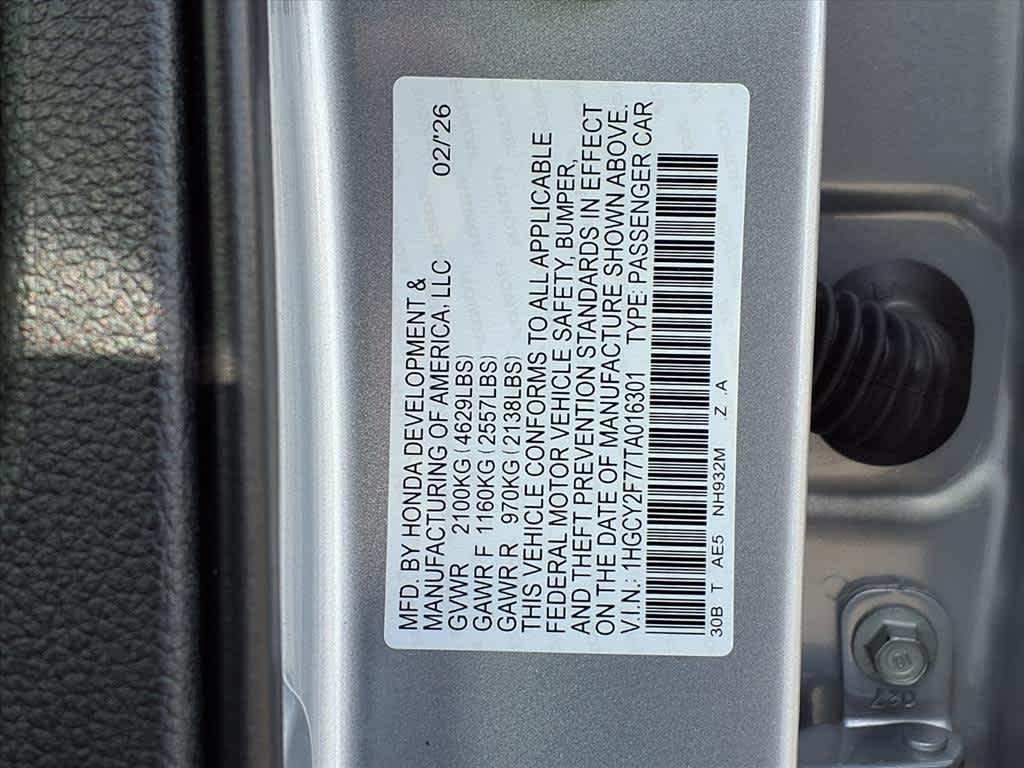 MFD. BY HONDA DEVELOPMENT &
MANUFACTURING OF AMERICA, LLC 02/'26
GVWR 2100KG (4629LBS)
GAWR F 1160KG (2557LBS)
GAWR R 970KG (2138LBS)
THIS VEHICLE CONFORMS TO ALL APPLICABLE
FEDERAL MOTOR VEHICLE SAFETY, BUMPER,
AND THEFT PREVENTION STANDARDS IN EFFECT
ON THE DATE OF MANUFACTURE SHOWN ABOVE.
V.I.N.: 1HGCY2F77TA016301 TYPE: PASSENGER CAR
30B T AE5 NH932M Z .A